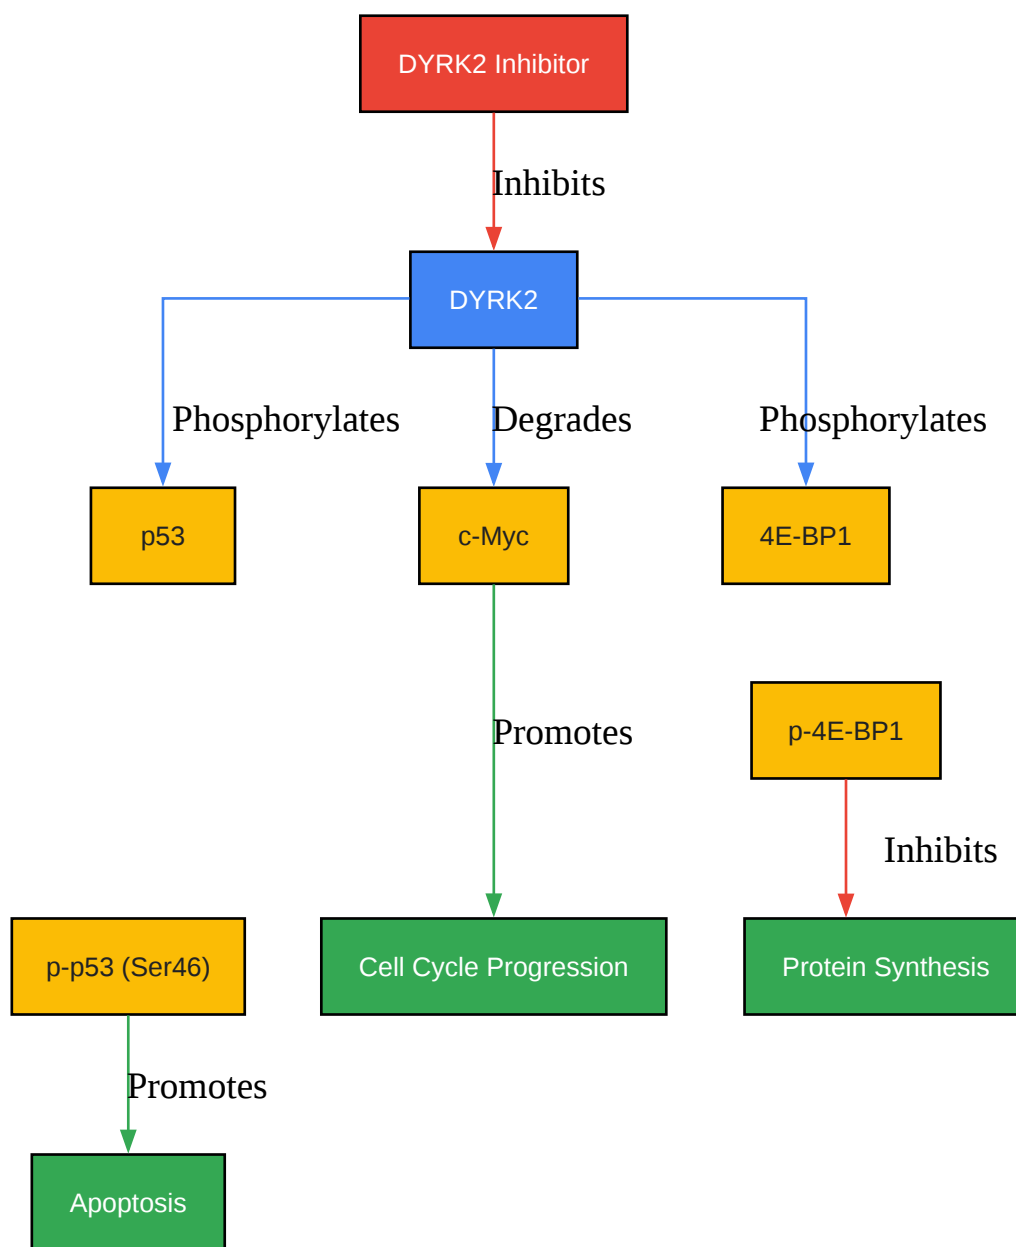 DYRK2 Inhibitor
Inhibits
DYRK2
Phosphorylates
Degrades
Phosphorylates
p53
c-Myc
4E-BP1
p-4E-BP1
Promotes
Inhibits
p-p53 (Ser46)
Cell Cycle Progression
Protein Synthesis
Promotes
Apoptosis